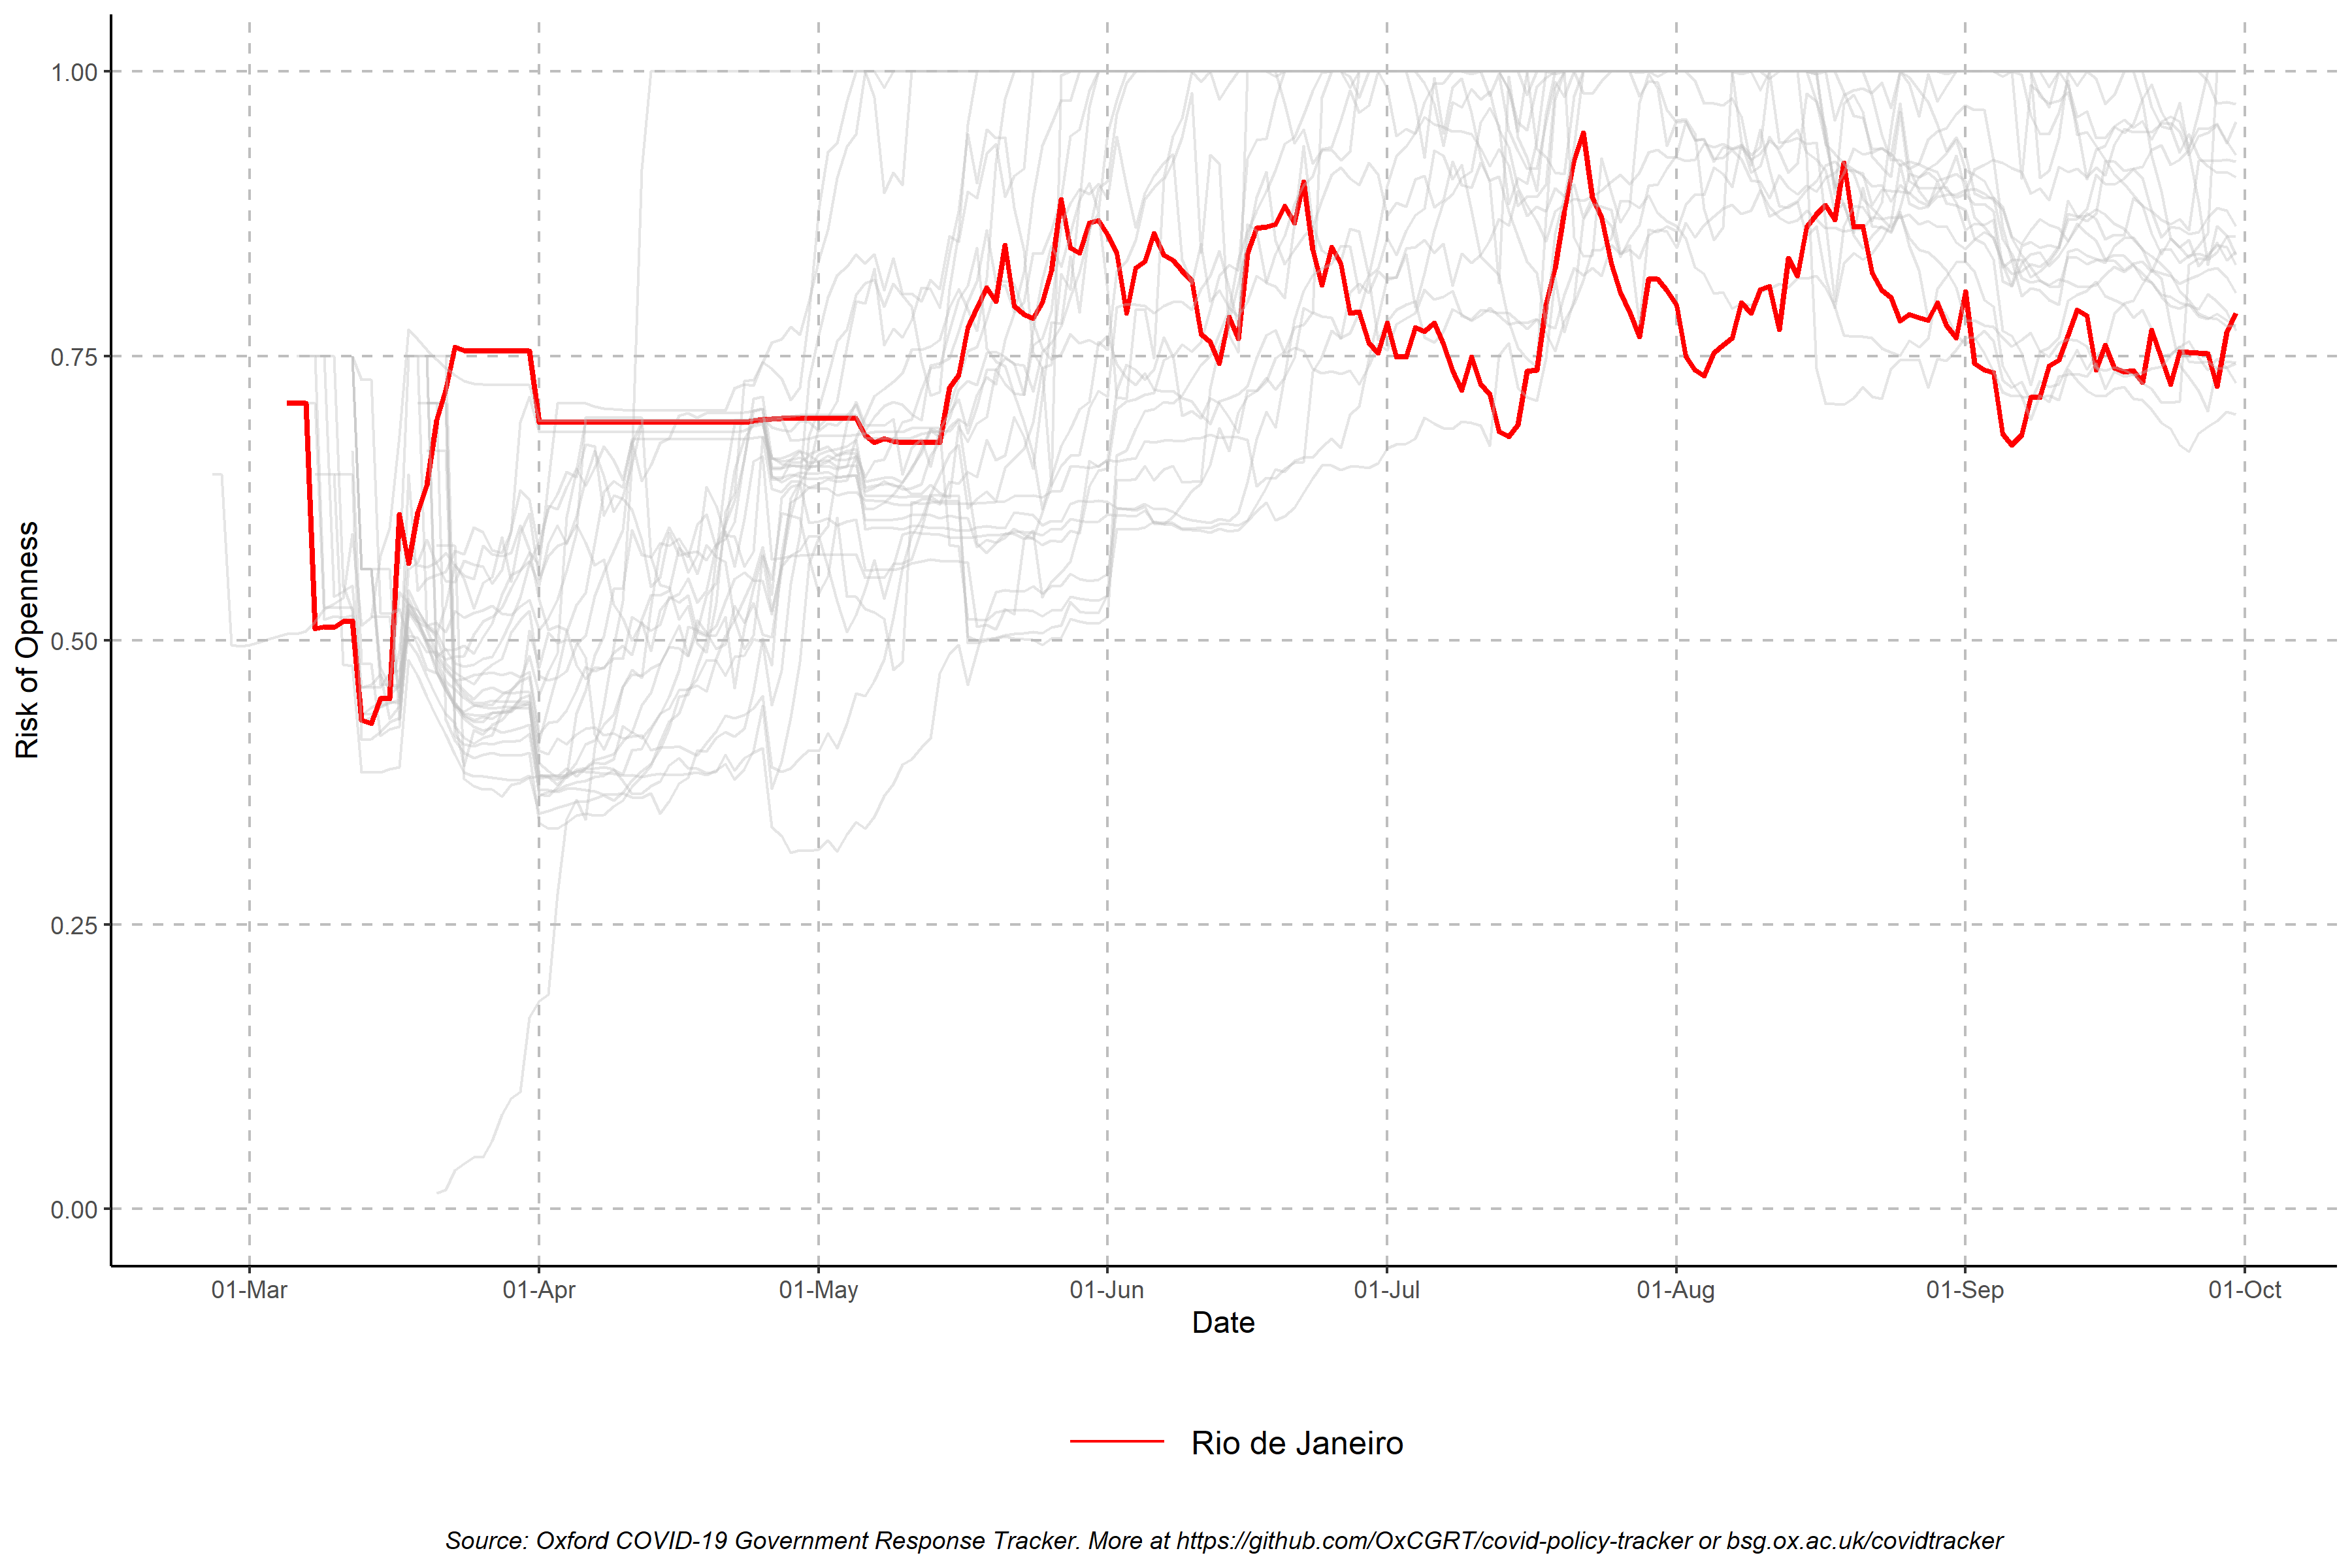 1.00
0.75
0.50
0.25
0.00
Risk of Openness
01-Mar 01-Apr 01-May 01-Jun 01-Jul 01-Aug 01-Sep 01-Oct
Date
Rio de Janeiro
Source: Oxford COVID-19 Government Response Tracker. More at https://github.com/OxCGRT/covid-policy-tracker or bsg.ox.ac.uk/covidtracker